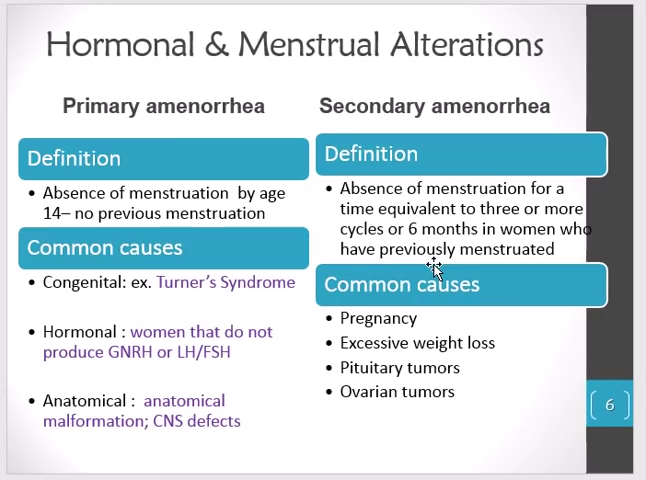 Hormonal & Menstrual Alterations
Primary amenorrhea
Definition
• Absence of menstruation by age
14– no previous menstruation
Common causes
• Congenital: ex. Turner's Syndrome
• Hormonal : women that do not
produce GNRH or LH/FSH
• Anatomical : anatomical
malformation; CNS defects
Secondary amenorrhea
Definition
• Absence of menstruation for a
time equivalent to three or more
cycles or 6 months in women who
have previously menstruated
Common causes
• Pregnancy
• Excessive weight loss
• Pituitary tumors
• Ovarian tumors
6